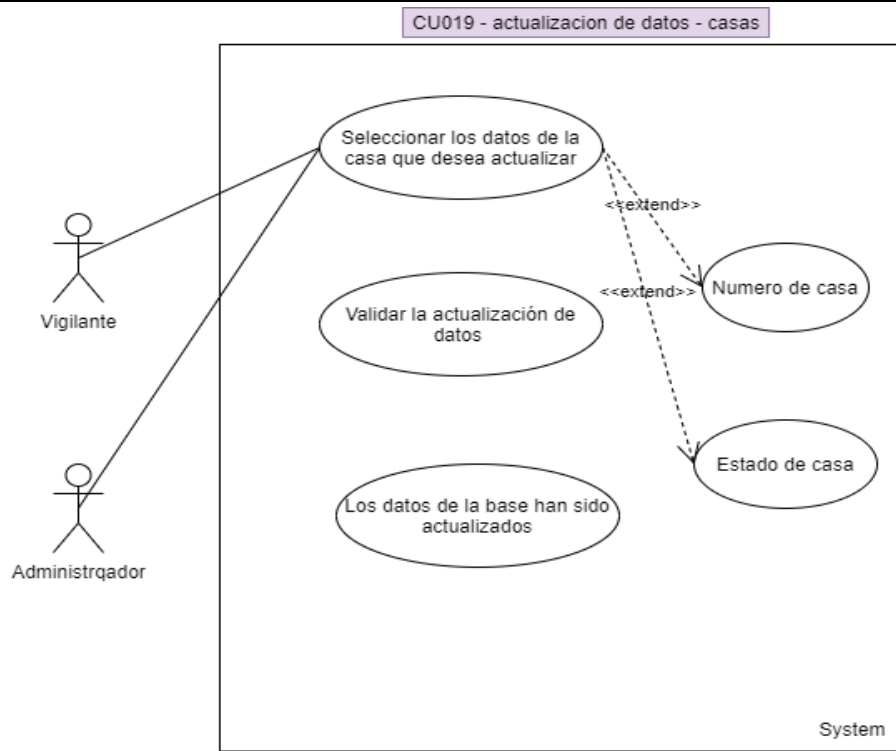 CU019 - actualizacion de datos - casas
Seleccionar los datos de la
casa que desea actualizar
<<extend>>
Vigilante
<<extend>>
Numero de casa
Validar la actualización de
datos
Estado de casa
Los datos de la base han sido
actualizados
Administrqador
System